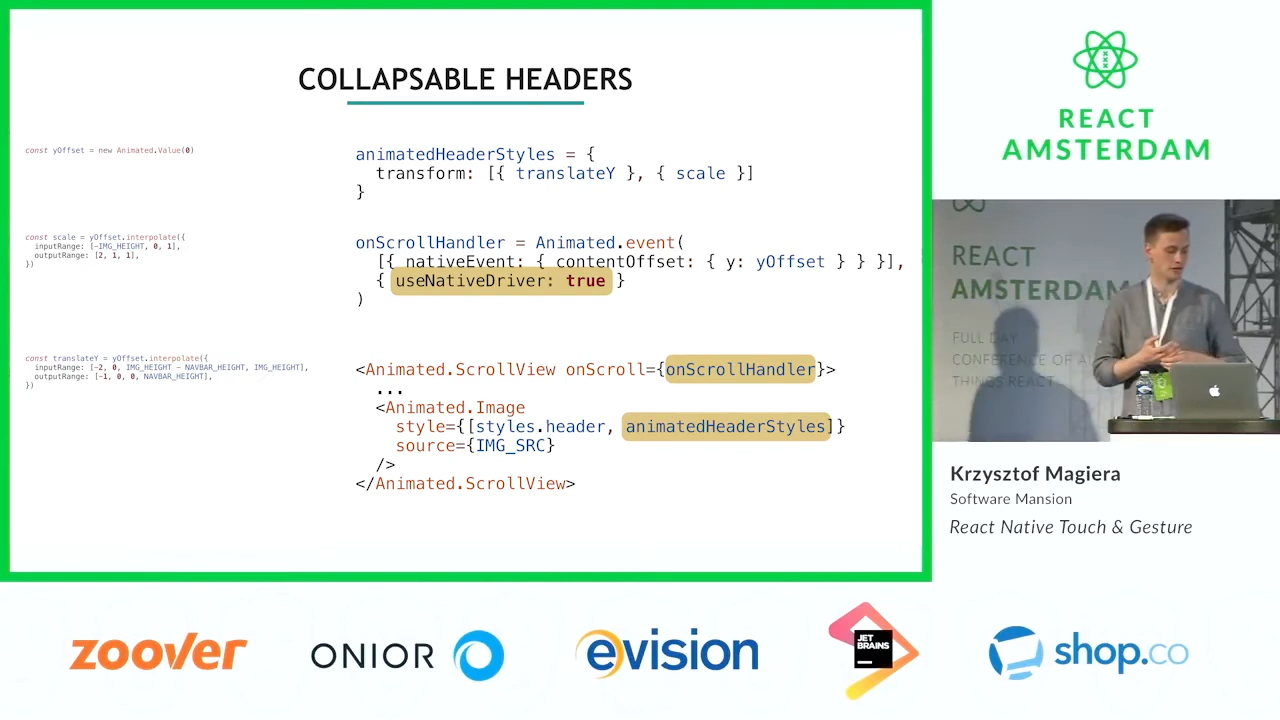 COLLAPSABLE HEADERS
const yOffset = new Animated.Value(0)
const scale = yOffset.interpolate({
inputRange: [-IMG_HEIGHT, 0, 1],
outputRange: [2, 1, 1],
})
const translateY = yOffset.interpolate({
inputRange: [-2, 0, IMG_HEIGHT - NAVBAR_HEIGHT, IMG_HEIGHT],
outputRange: [-1, 0, 0, NAVBAR_HEIGHT],
})
animatedHeaderStyles = {
transform: [{ translateY }, { scale }]
}
onScrollHandler = Animated.event(
[{ nativeEvent: { contentOffset: { y: yOffset } } }],
{ useNativeDriver: true }
)
<Animated.ScrollView onScroll={onScrollHandler}>
...
<Animated.Image
style={[styles.header, animatedHeaderStyles]}
source={IMG_SRC}
/>
</Animated.ScrollView>
REACT
AMSTERDAM
REACT
AMSTERDAM
FULL DAY
CONFERENCE OF
THINGS REACT
Krzysztof Magiera
Software Mansion
React Native Touch & Gesture
zoover
ONIOR
evision
JET
BRAINS
shop.co